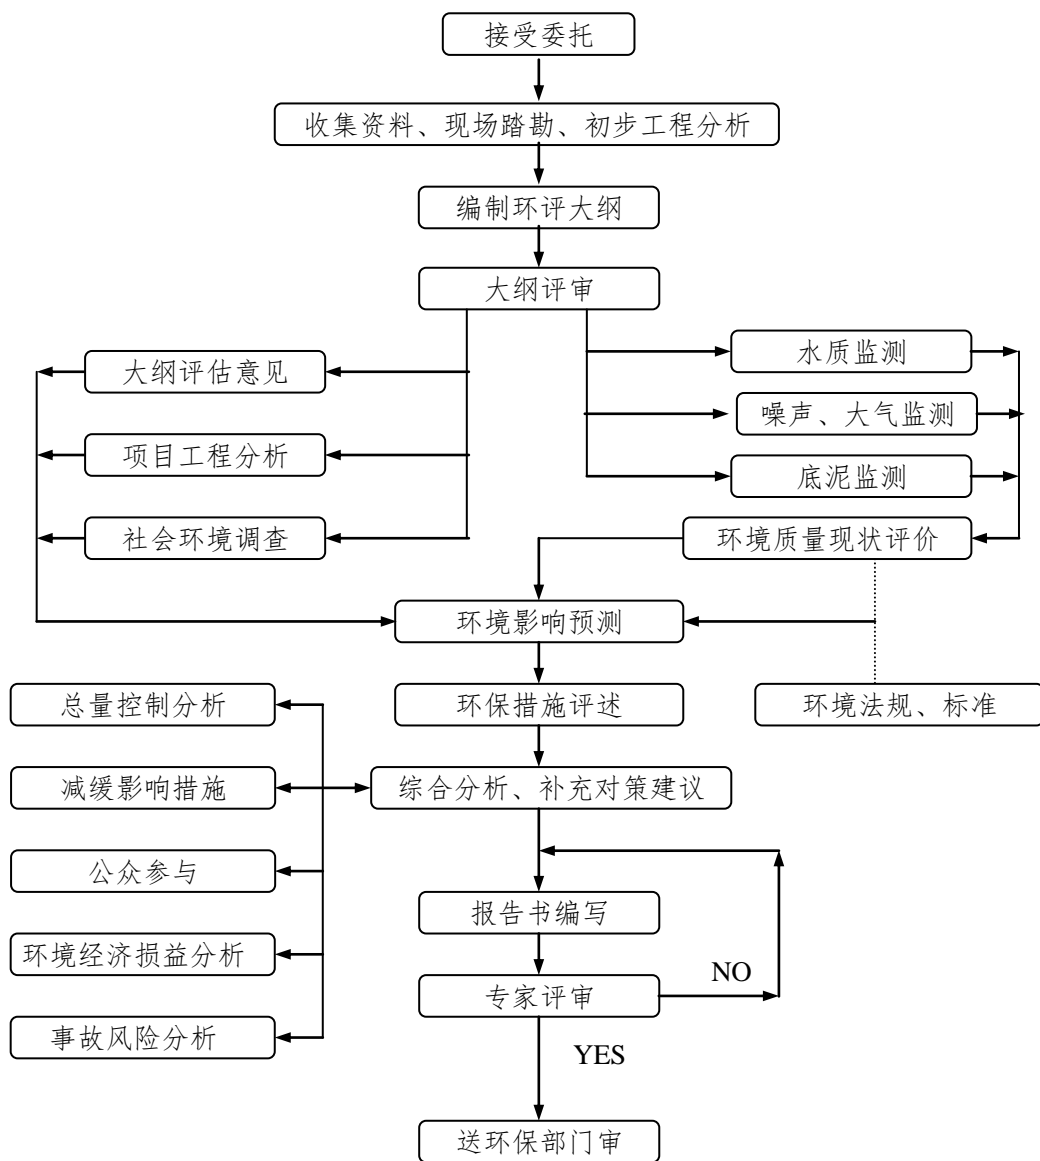 接受委托
收集资料、现场踏勘、初步工程分析
编制环评大纲
大纲评审
水质监测
大纲评估意见
噪声、大气监测
项目工程分析
底泥监测
社会环境调查
环境质量现状评价
环境影响预测
总量控制分析
环保措施评述
环境法规、标准
减缓影响措施
综合分析、补充对策建议
公众参与
报告书编写
环境经济损益分析
NO
专家评审
事故风险分析
YES
送环保部门审